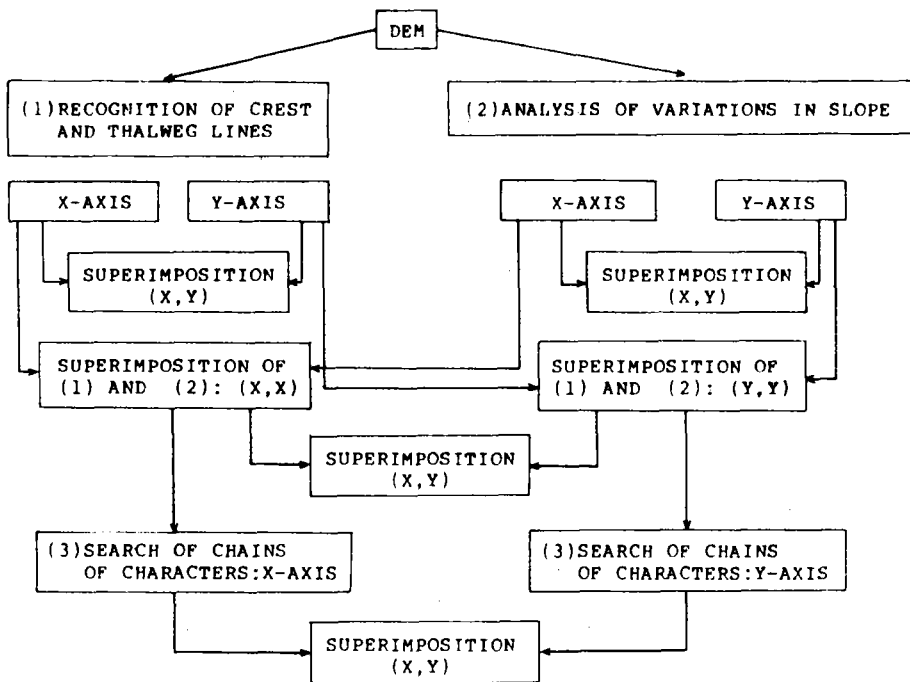 DEM
(1)RECOGNITION OF CREST
AND THALWEG LINES
(2)ANALYSIS OF VARIATIONS IN SLOPE
X-AXIS
Y-AXIS
X-AXIS
Y-AXIS
SUPERIMPOSITION
(X,Y)
SUPERIMPOSITION
(X,Y)
SUPERIMPOSITION OF
(1) AND (2): (X,X)
SUPERIMPOSITION OF
(1) AND (2): (Y,Y)
SUPERIMPOSITION
(X,Y)
(3)SEARCH OF CHAINS
OF CHARACTERS:X-AXIS
(3)SEARCH OF CHAINS
OF CHARACTERS:Y-AXIS
SUPERIMPOSITION
(X,Y)